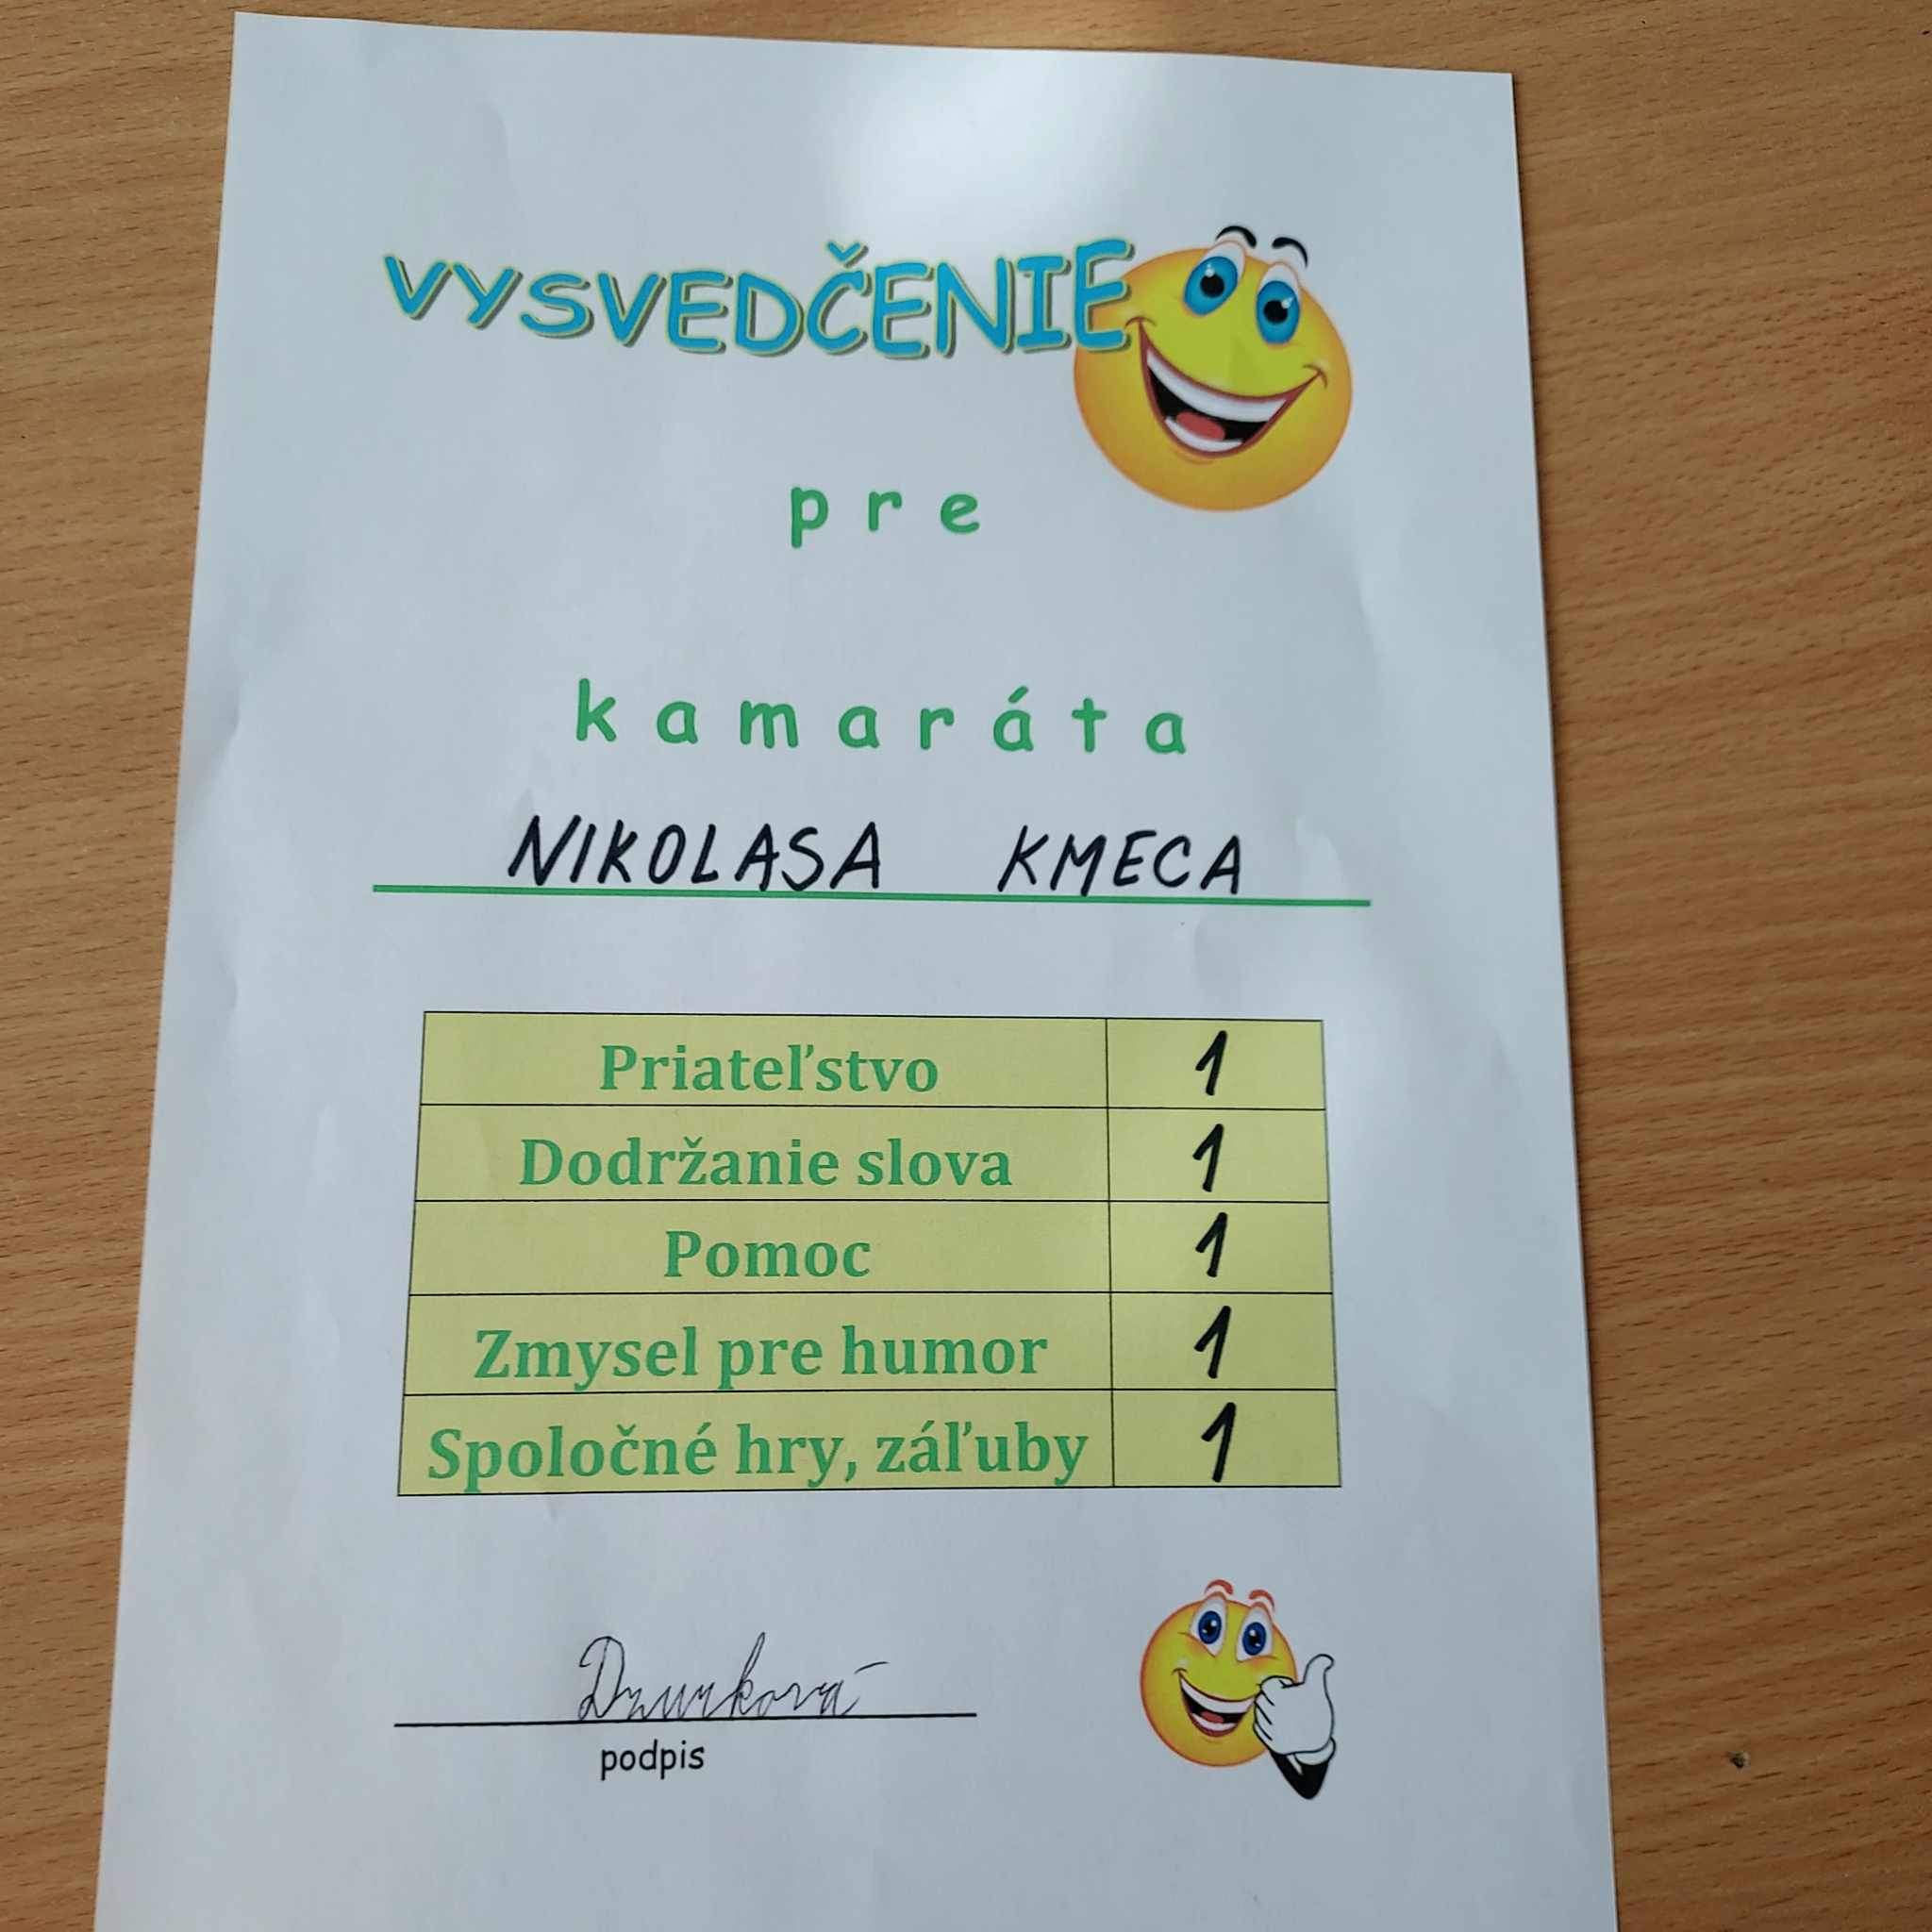 VYSVEDČENIE
pre
kamaráta
NIKOLASA KMECA
Priateľstvo 1
Dodržanie slova 1
Pomoc 1
Zmysel pre humor 1
Spoločné hry, záľuby 1
podpis